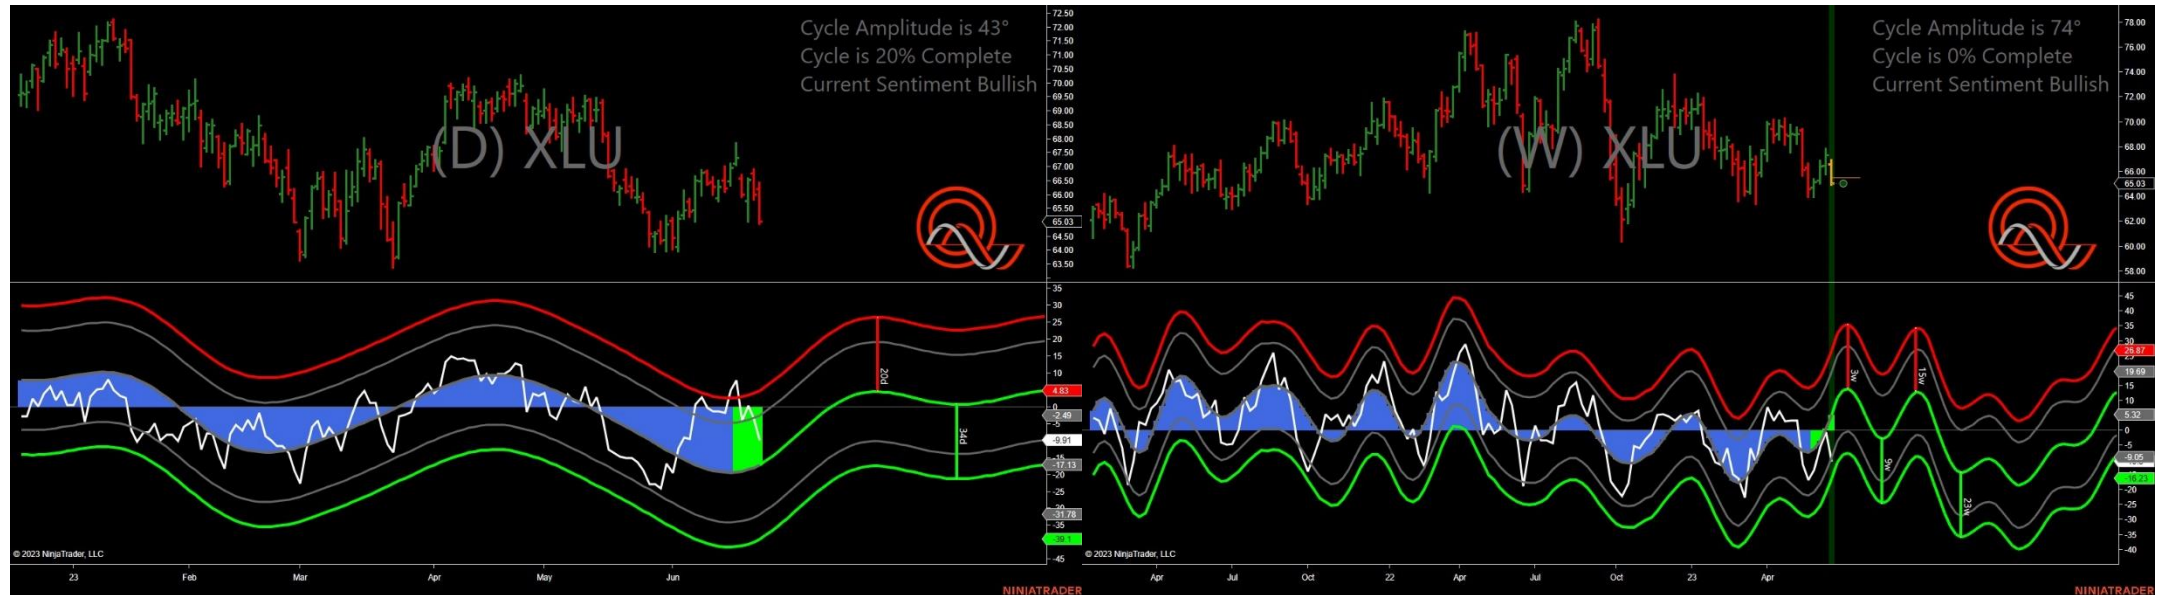 Cycle Amplitude is 43°
Cycle is 20% Complete
Current Sentiment Bullish
(D) XLU
72.50
72.00
71.50
71.00
70.50
70.00
69.50
69.00
68.50
68.00
67.50
67.00
66.50
66.00
65.50
65.03
64.50
64.00
63.50
35
30
25
20
15
10
4.83
0
-2.49
-5
-9.91
-15
-17.13
-20
-25
-31.78
-35
-39.1
-45
20d
34d
© 2023 NinjaTrader, LLC
23
Feb
Mar
Apr
May
Jun
NINJATRADER
Cycle Amplitude is 74°
Cycle is 0% Complete
Current Sentiment Bullish
(W) XLU
78.00
76.00
74.00
72.00
70.00
68.00
66.00
65.03
64.00
62.00
60.00
58.00
45
40
35
30
26.87
19.69
15
10
5.32
0
-5
-9.05
-16.23
-20
-25
-30
-35
-40
3w
15w
9w
23w
© 2023 NinjaTrader, LLC
Apr
Jul
Oct
22
Apr
Jul
Oct
23
Apr
NINJATRADER